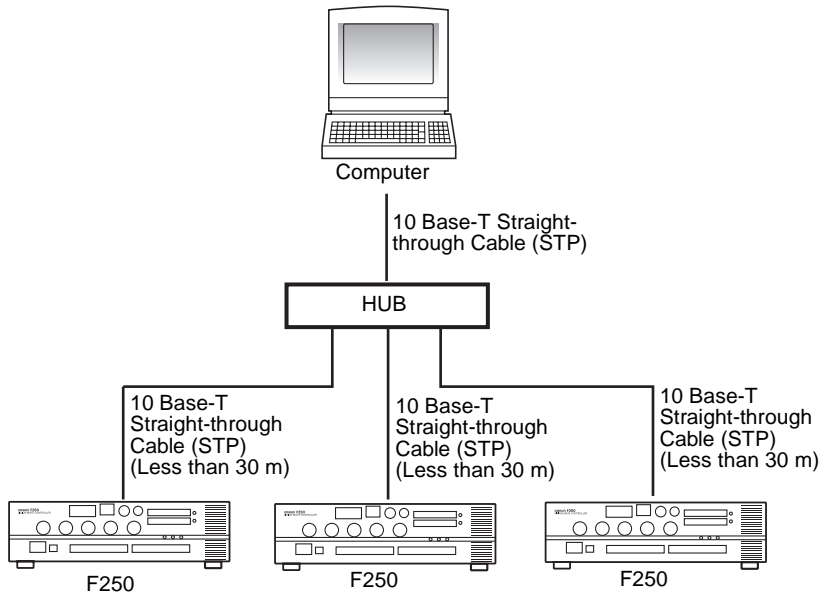 Computer
10 Base-T Straight-
through Cable (STP)
HUB
10 Base-T
Straight-through
Cable (STP)
(Less than 30 m)
10 Base-T
Straight-through
Cable (STP)
(Less than 30 m)
10 Base-T
Straight-through
Cable (STP)
(Less than 30 m)
F250
F250
F250